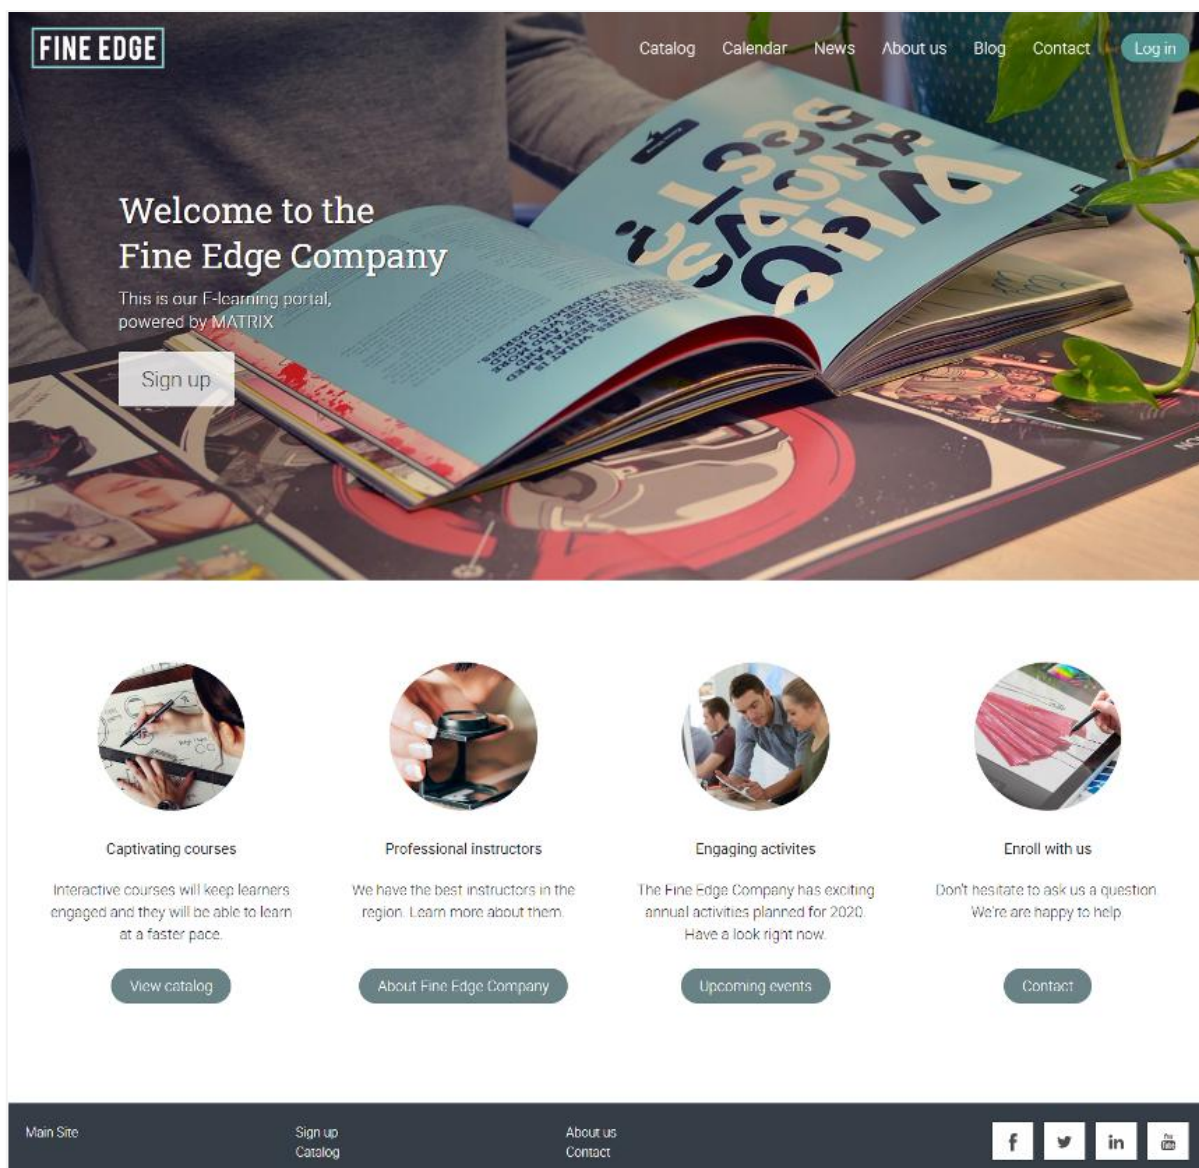 FINE EDGE
Catalog Calendar News About us Blog Contact Log in
Welcome to the
Fine Edge Company
This is our E-learning portal,
powered by MATRIX
Sign up
Captivating courses
Interactive courses will keep learners
engaged and they will be able to learn
at a faster pace.
View catalog
Professional instructors
We have the best instructors in the
region. Learn more about them.
About Fine Edge Company
Engaging activites
The Fine Edge Company has exciting
annual activities planned for 2020.
Have a look right now.
Upcoming events
Enroll with us
Don't hesitate to ask us a question.
We're are happy to help.
Contact
Main Site
Sign up
Catalog
About us
Contact
f
in
You
Tube